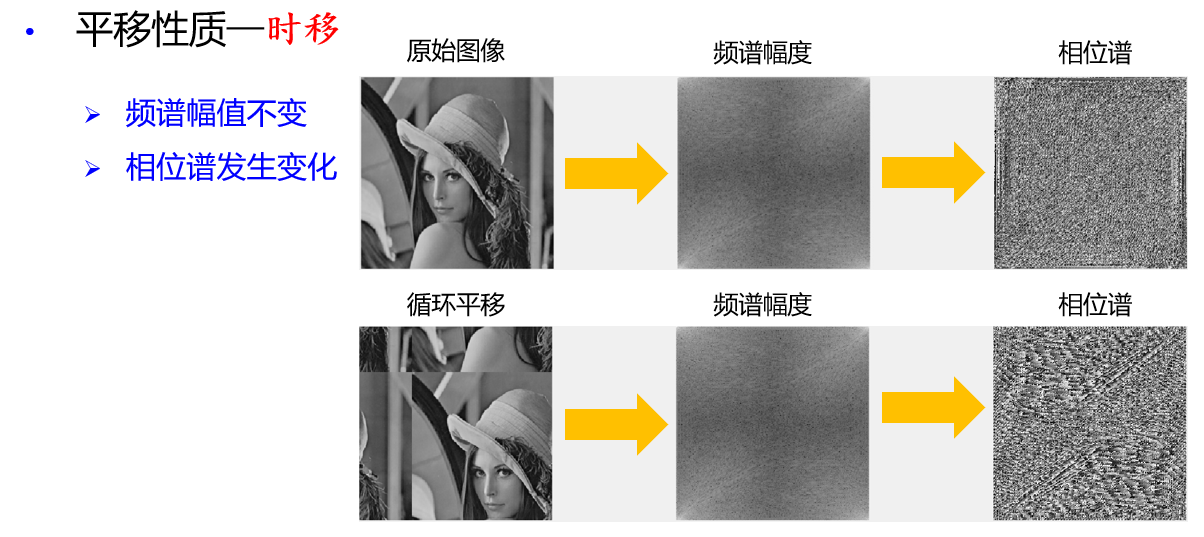 • 平移性质—时移
➢ 频谱幅值不变
➢ 相位谱发生变化
原始图像 频谱幅度 相位谱
循环平移 频谱幅度 相位谱